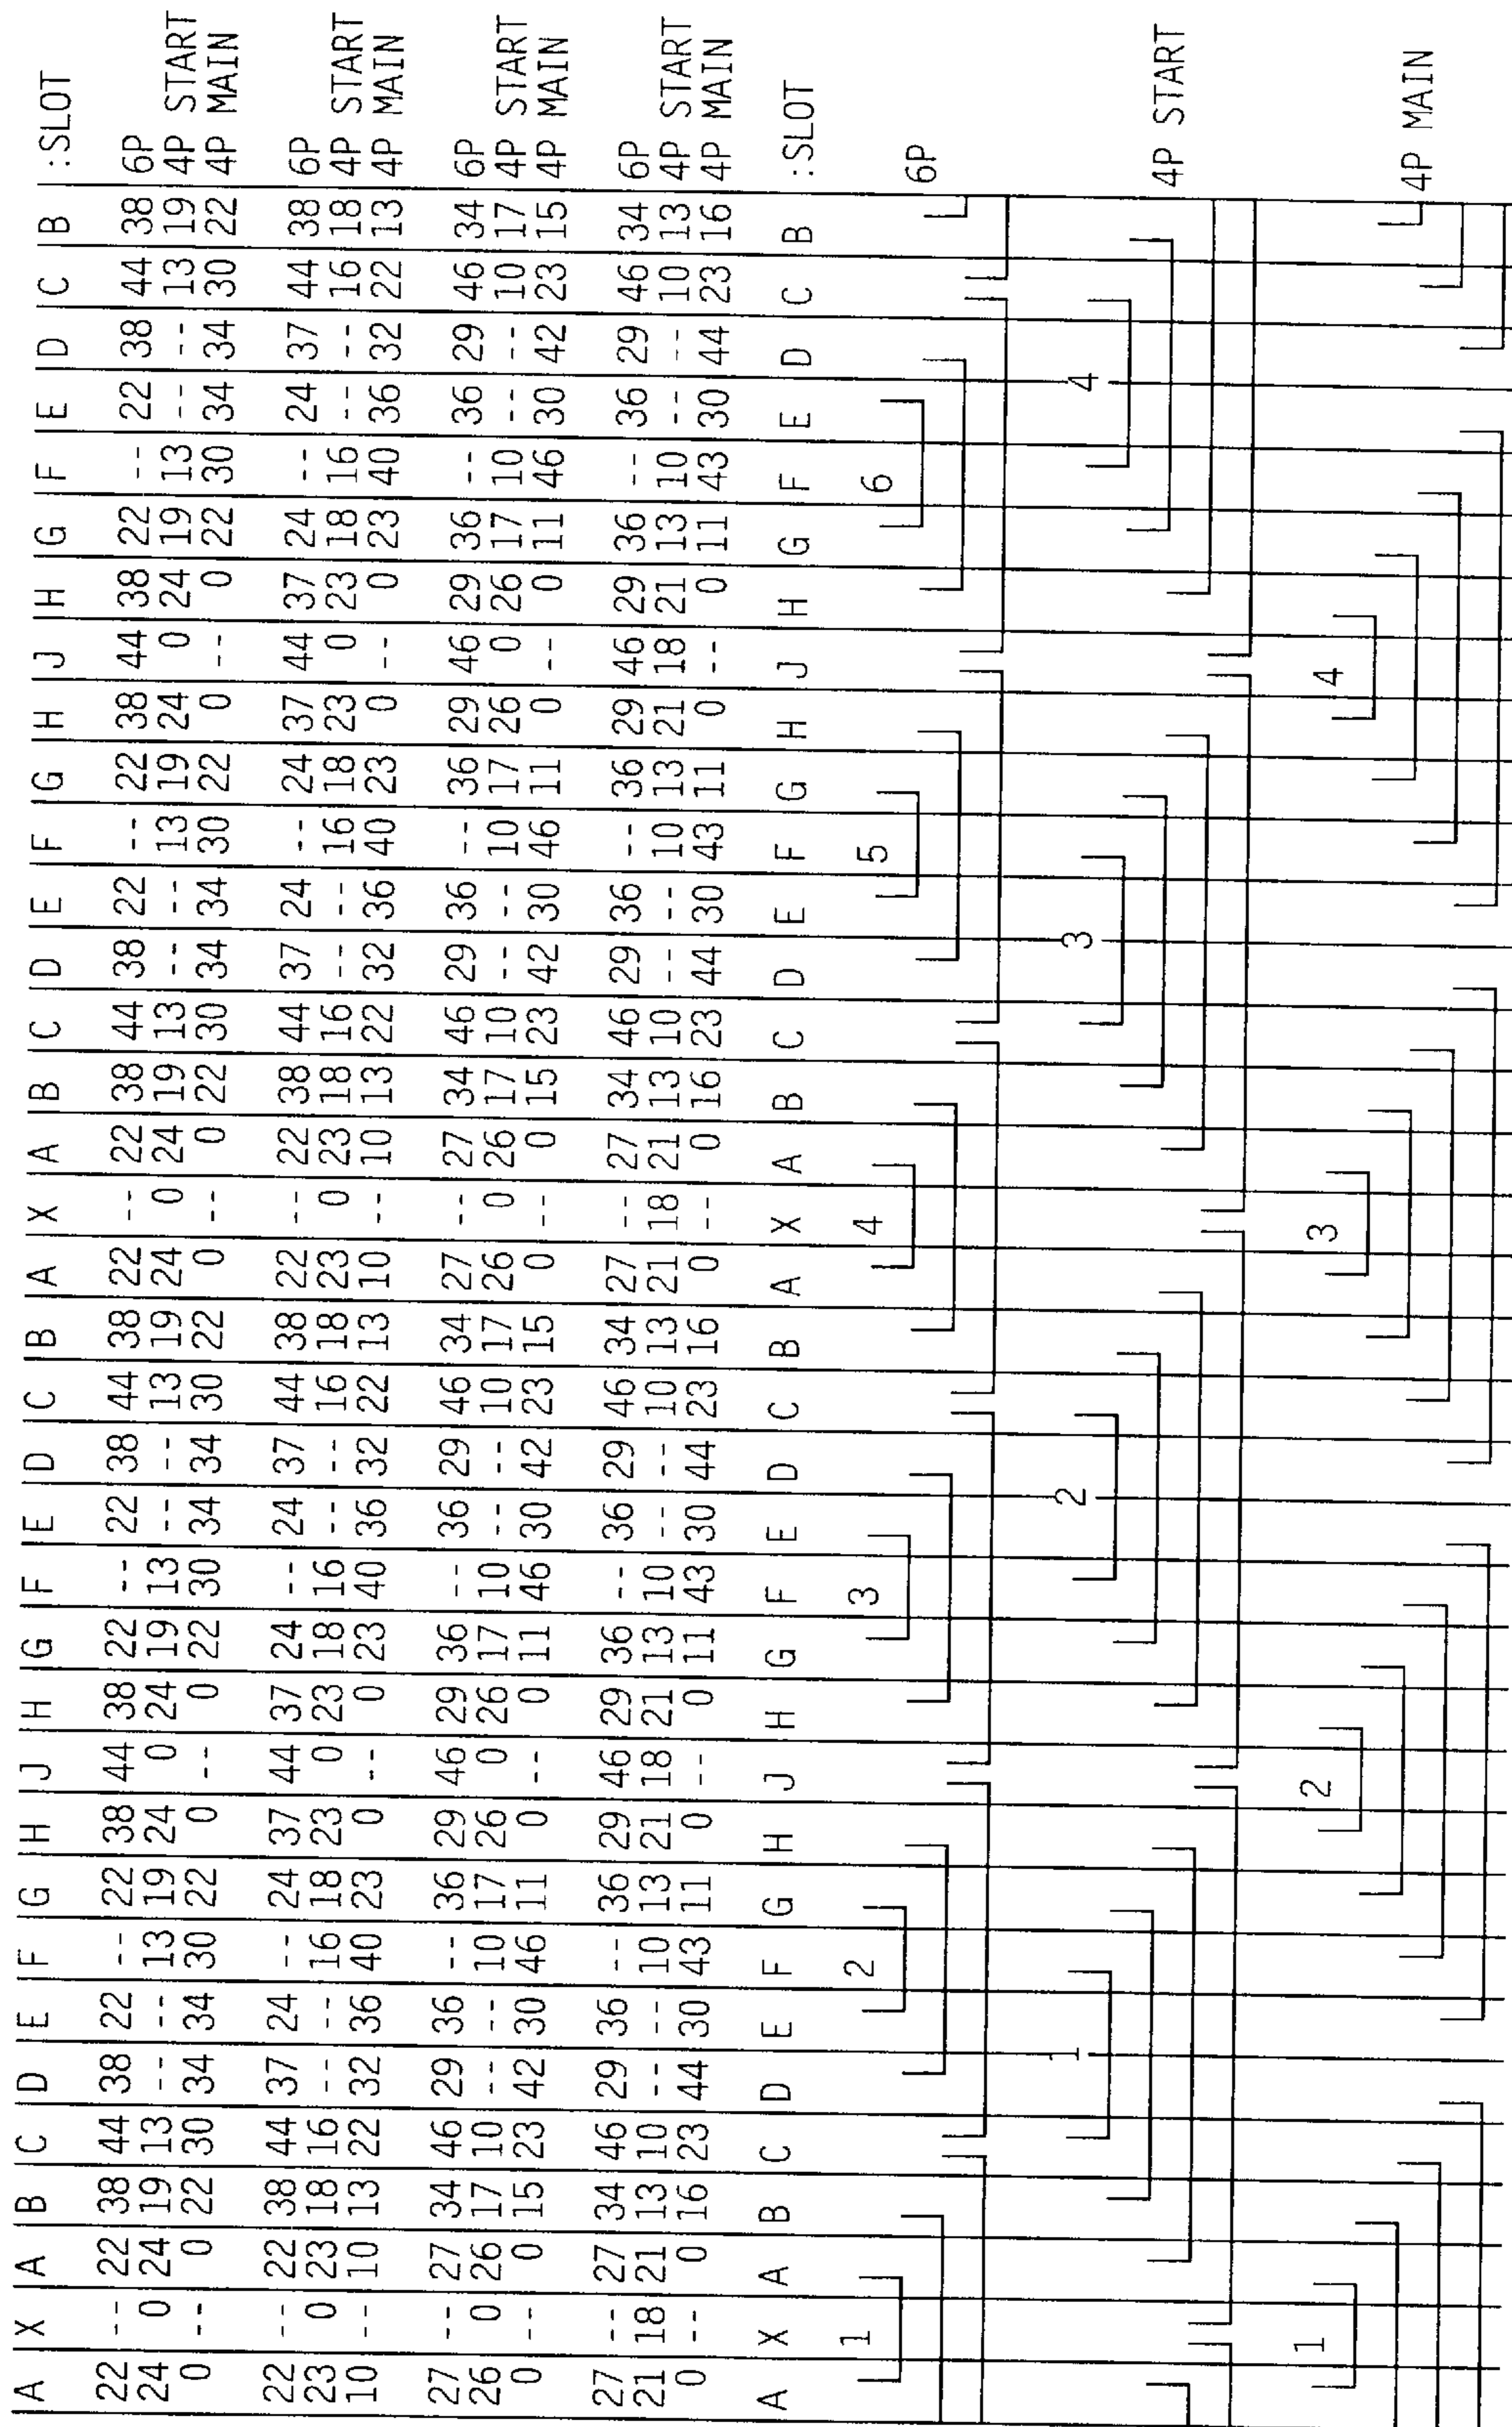 A X A B C D E F G H J H G F E D C B A X A B C D E F G H J H G F E D C B :SLOT
22 -- 22 38 44 38 22 -- 22 38 44 38 22 -- 22 38 44 38 22 -- 22 38 44 38 22 -- 22 38 44 38 22 -- 22 38 44 38 6P
24 0 24 19 13 -- -- 13 19 24 0 24 19 13 -- -- 13 19 24 0 24 19 13 -- -- 13 19 24 0 24 19 13 -- -- 13 19 4P START
0 -- 0 22 30 34 34 30 22 0 -- 0 22 30 34 34 30 22 0 -- 0 22 30 34 34 30 22 0 -- 0 22 30 34 34 30 22 4P MAIN
22 -- 22 38 44 37 24 -- 24 37 44 37 24 -- 24 37 44 38 22 -- 22 38 44 37 24 -- 24 37 44 37 24 -- 24 37 44 38 6P
23 0 23 18 16 -- -- 16 18 23 0 23 18 16 -- -- 16 18 23 0 23 18 16 -- -- 16 18 23 0 23 18 16 -- -- 16 18 4P START
10 -- 10 13 22 32 36 40 23 0 -- 0 23 40 36 32 22 13 10 -- 10 13 22 32 36 40 23 0 -- 0 23 40 36 32 22 13 4P MAIN
27 -- 27 34 46 29 36 -- 36 29 46 29 36 -- 36 29 46 34 27 -- 27 34 46 29 36 -- 36 29 46 29 36 -- 36 29 46 34 6P
26 0 26 17 10 -- -- 10 17 26 0 26 17 10 -- -- 10 17 26 0 26 17 10 -- -- 10 17 26 0 26 17 10 -- -- 10 17 4P START
0 -- 0 15 23 42 30 46 11 0 -- 0 11 46 30 42 23 15 0 -- 0 15 23 42 30 46 11 0 -- 0 11 46 30 42 23 15 4P MAIN
27 -- 27 34 46 29 36 -- 36 29 46 29 36 -- 36 29 46 34 27 -- 27 34 46 29 36 -- 36 29 46 29 36 -- 36 29 46 34 6P
21 18 21 13 10 -- -- 10 13 21 18 21 13 10 -- -- 10 13 21 18 21 13 10 -- -- 10 13 21 18 21 13 10 -- -- 10 13 4P START
0 -- 0 16 23 44 30 43 11 0 -- 0 11 43 30 44 23 16 0 -- 0 16 23 44 30 43 11 0 -- 0 11 43 30 44 23 16 4P MAIN
A X A B C D E F G H J H G F E D C B A X A B C D E F G H J H G F E D C B :SLOT
1 2 3 4 5 6 6P
1 2 3 4 4P START
1 2 3 4 4P MAIN